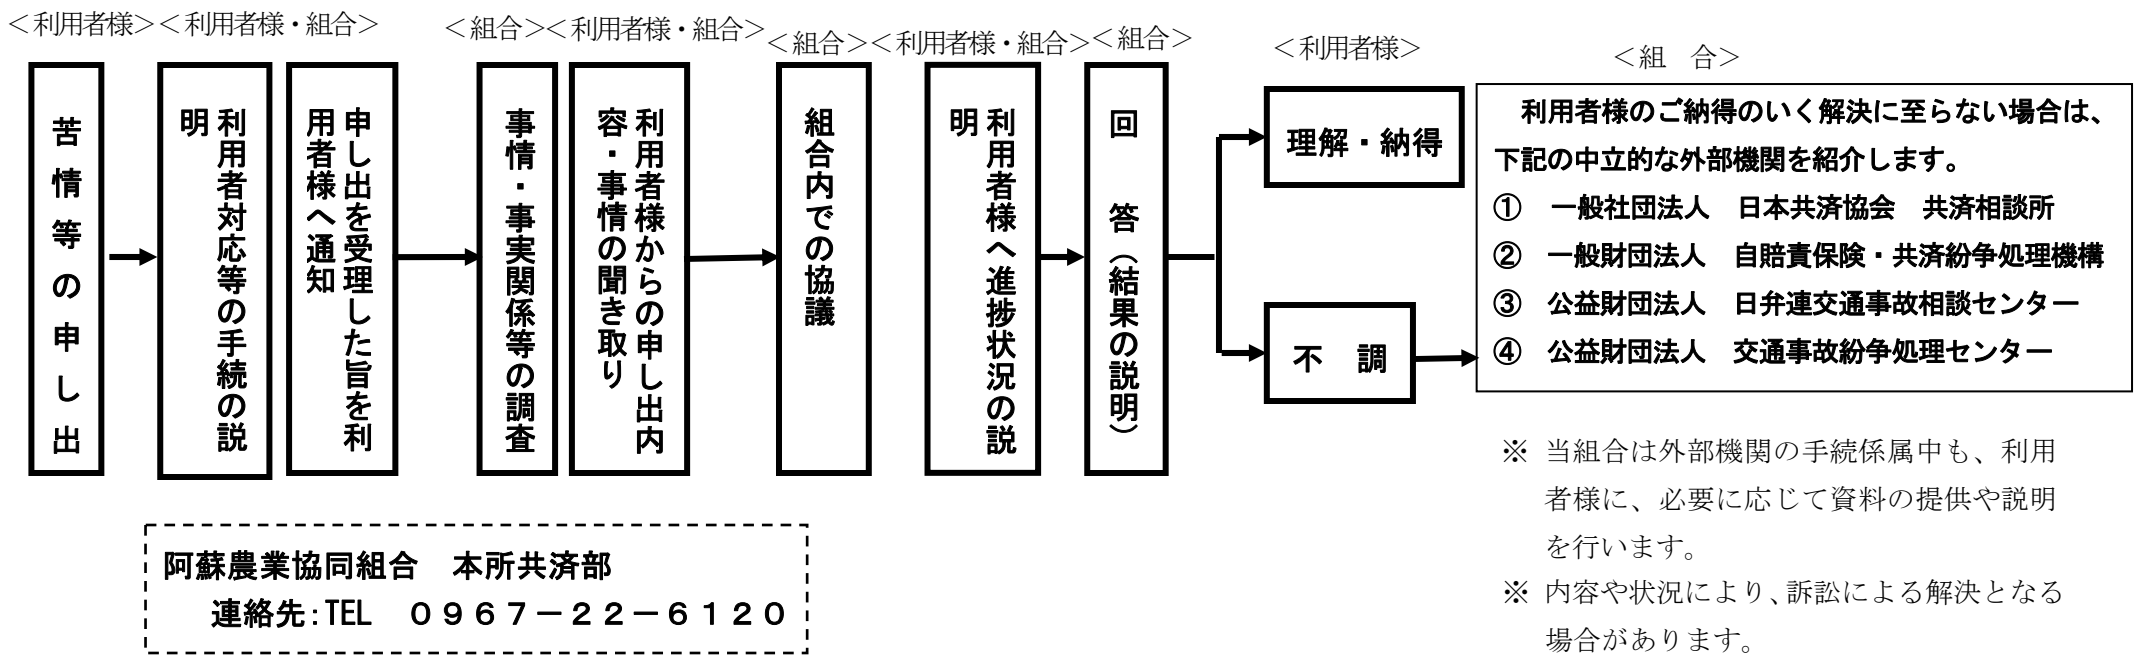 ＜利用者様＞＜利用者様・組合＞
＜組合＞＜利用者様・組合＞
＜組合＞＜利用者様・組合＞
＜組合＞
＜利用者様＞
＜組　合＞
苦情等の申し出
利用者対応等の手続の説
明
申し出を受理した旨を利
用者様へ通知
事情・事実関係等の調査
利用者様からの申し出内
容・事情の聞き取り
組合内での協議
利用者様へ進捗状況の説
明
回　答（結果の説明）
理解・納得
不　調
利用者様のご納得のいく解決に至らない場合は、
下記の中立的な外部機関を紹介します。
①　一般社団法人　日本共済協会　共済相談所
②　一般財団法人　自賠責保険・共済紛争処理機構
③　公益財団法人　日弁連交通事故相談センター
④　公益財団法人　交通事故紛争処理センター
※ 当組合は外部機関の手続係属中も、利用
者様に、必要に応じて資料の提供や説明
を行います。
※ 内容や状況により、訴訟による解決となる
場合があります。
阿蘇農業協同組合　本所共済部
連絡先：TEL　０９６７－２２－６１２０